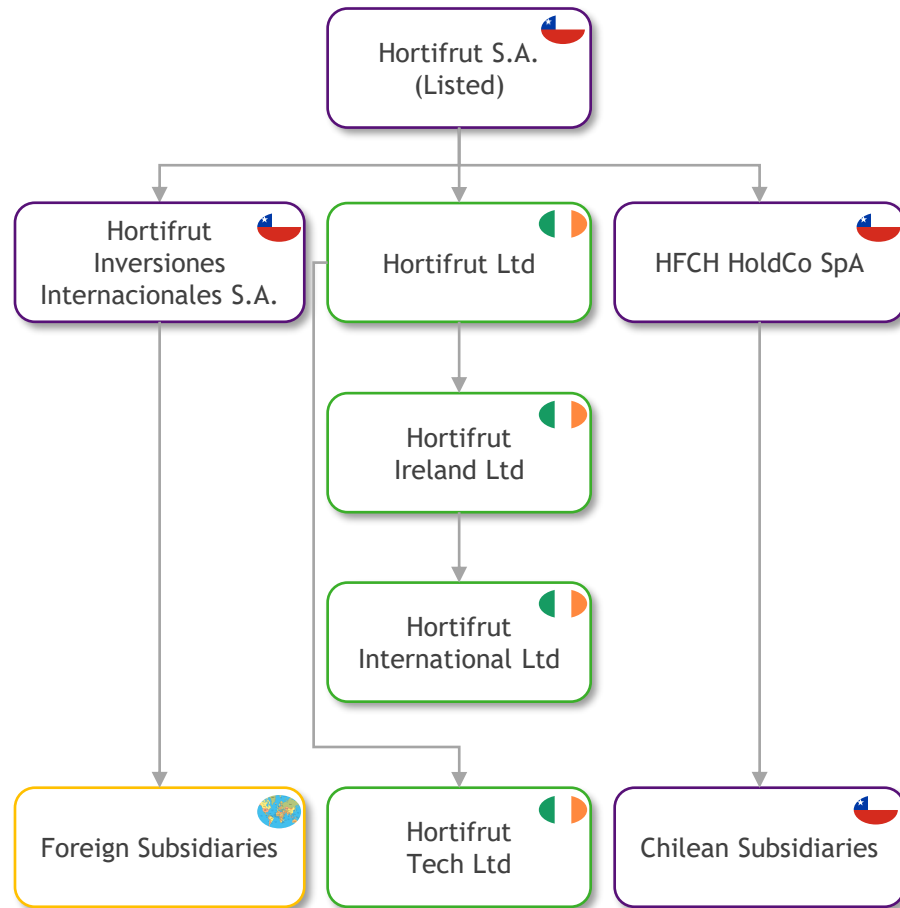 Hortifrut S.A.
(Listed)
Hortifrut
Inversiones
Internacionales S.A.
Hortifrut Ltd
HFCH HoldCo SpA
Hortifrut
Ireland Ltd
Hortifrut
International Ltd
Foreign Subsidiaries
Hortifrut
Tech Ltd
Chilean Subsidiaries